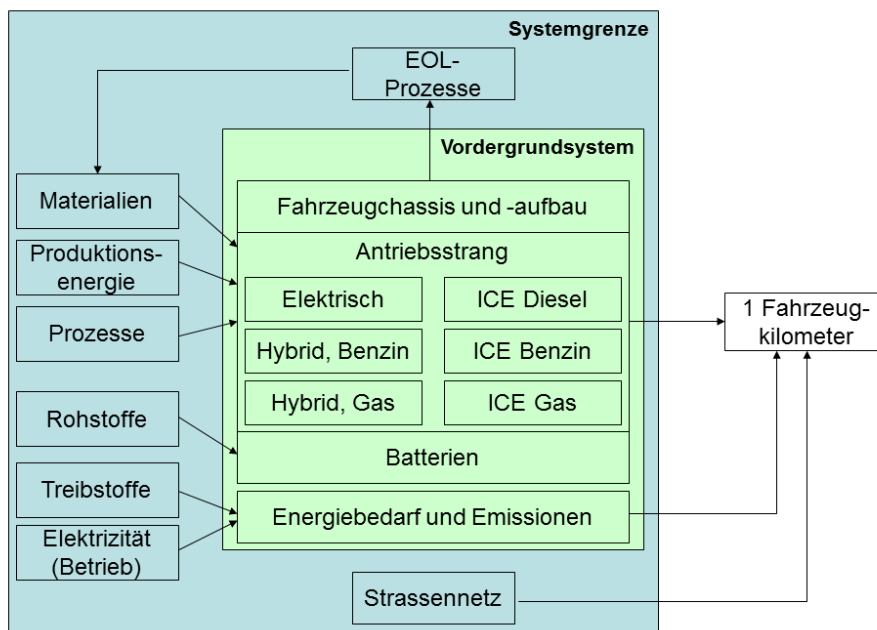 Systemgrenze
EOL-
Prozesse
Vordergrundsystem
Materialien
Fahrzeugchassis und -aufbau
Produktions-
energie
Antriebsstrang
Elektrisch
ICE Diesel
Prozesse
1 Fahrzeug-
kilometer
Hybrid, Benzin
ICE Benzin
Hybrid, Gas
ICE Gas
Rohstoffe
Batterien
Treibstoffe
Energiebedarf und Emissionen
Elektrizität
(Betrieb)
Strassennetz